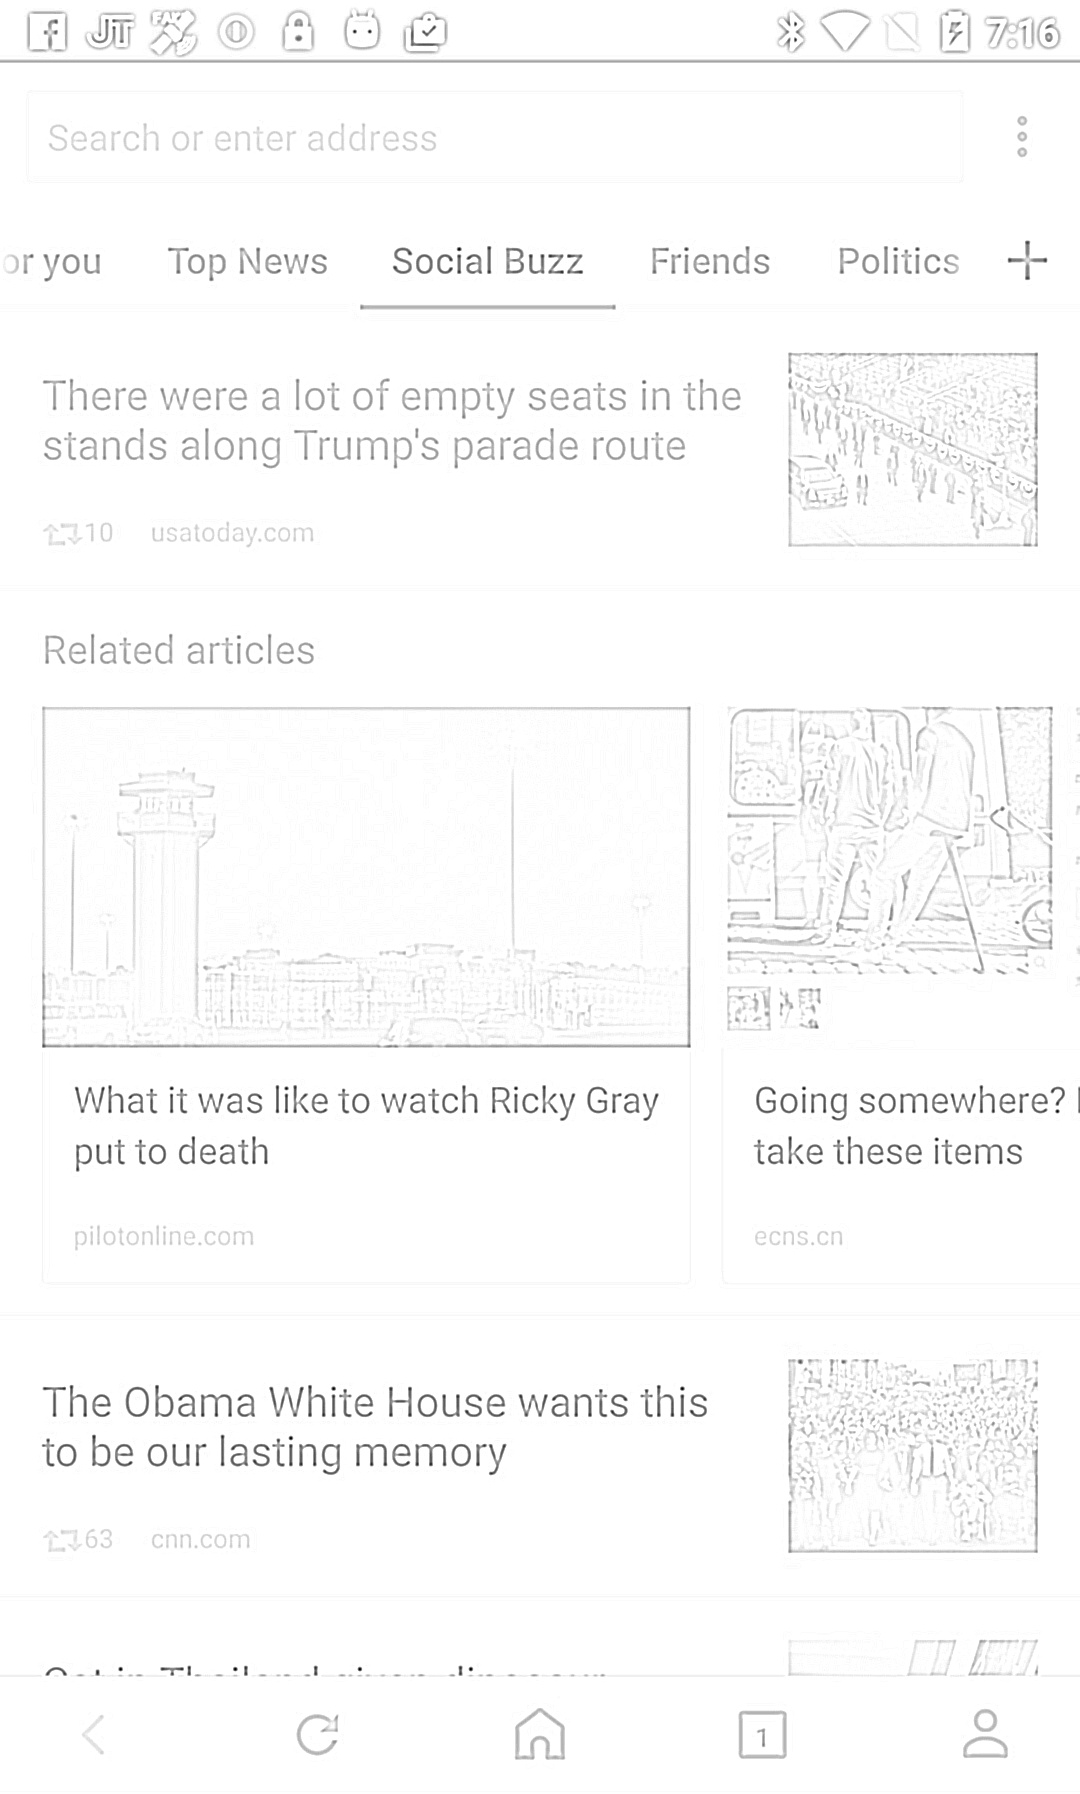 7:16
Search or enter address
or you Top News Social Buzz Friends Politics
There were a lot of empty seats in the
stands along Trump's parade route
10 usatoday.com
Related articles
What it was like to watch Ricky Gray
put to death
pilotonline.com
Going somewhere?
take these items
ecns.cn
The Obama White House wants this
to be our lasting memory
63 cnn.com
1